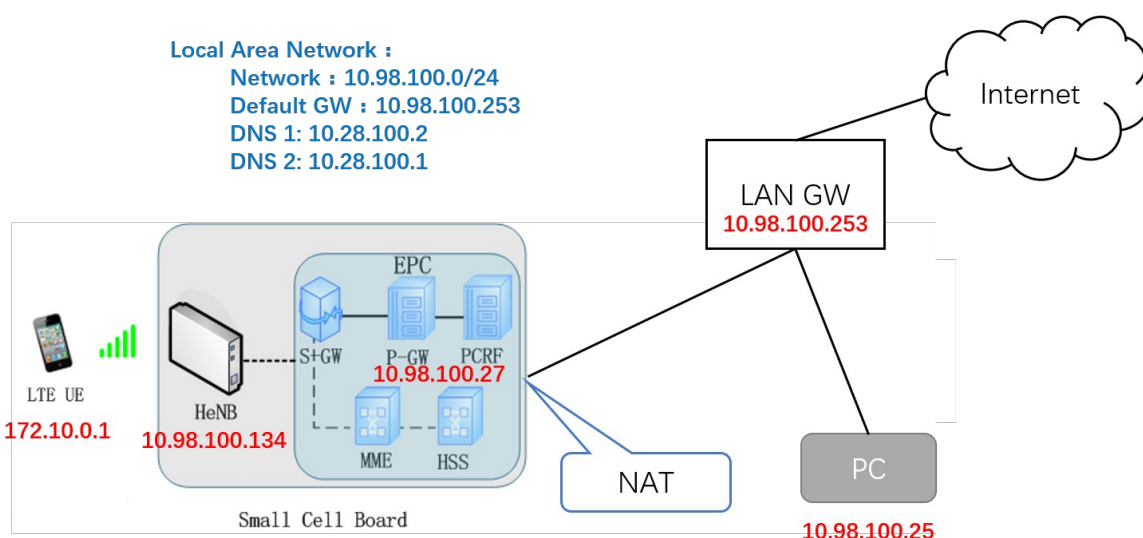 Local Area Network：
Network：10.98.100.0/24
Default GW：10.98.100.253
DNS 1: 10.28.100.2
DNS 2: 10.28.100.1
Internet
LAN GW
10.98.100.253
EPC
S+GW
P-GW
PCRF
10.98.100.27
LTE UE
172.10.0.1
HeNB
10.98.100.134
MME
HSS
NAT
PC
10.98.100.25
Small Cell Board